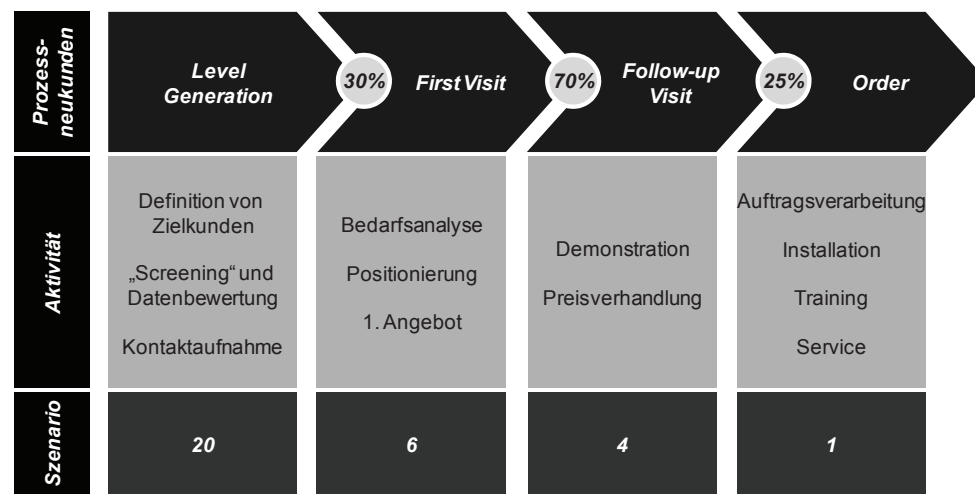 Prozess-
neukunden
Level
Generation
30%
First Visit
70%
Follow-up
Visit
25%
Order
Aktivität
Definition von
Zielkunden
„Screening“ und
Datenbewertung
Kontaktaufnahme
Bedarfsanalyse
Positionierung
1. Angebot
Demonstration
Preisverhandlung
Auftragsverarbeitung
Installation
Training
Service
Szenario
20
6
4
1